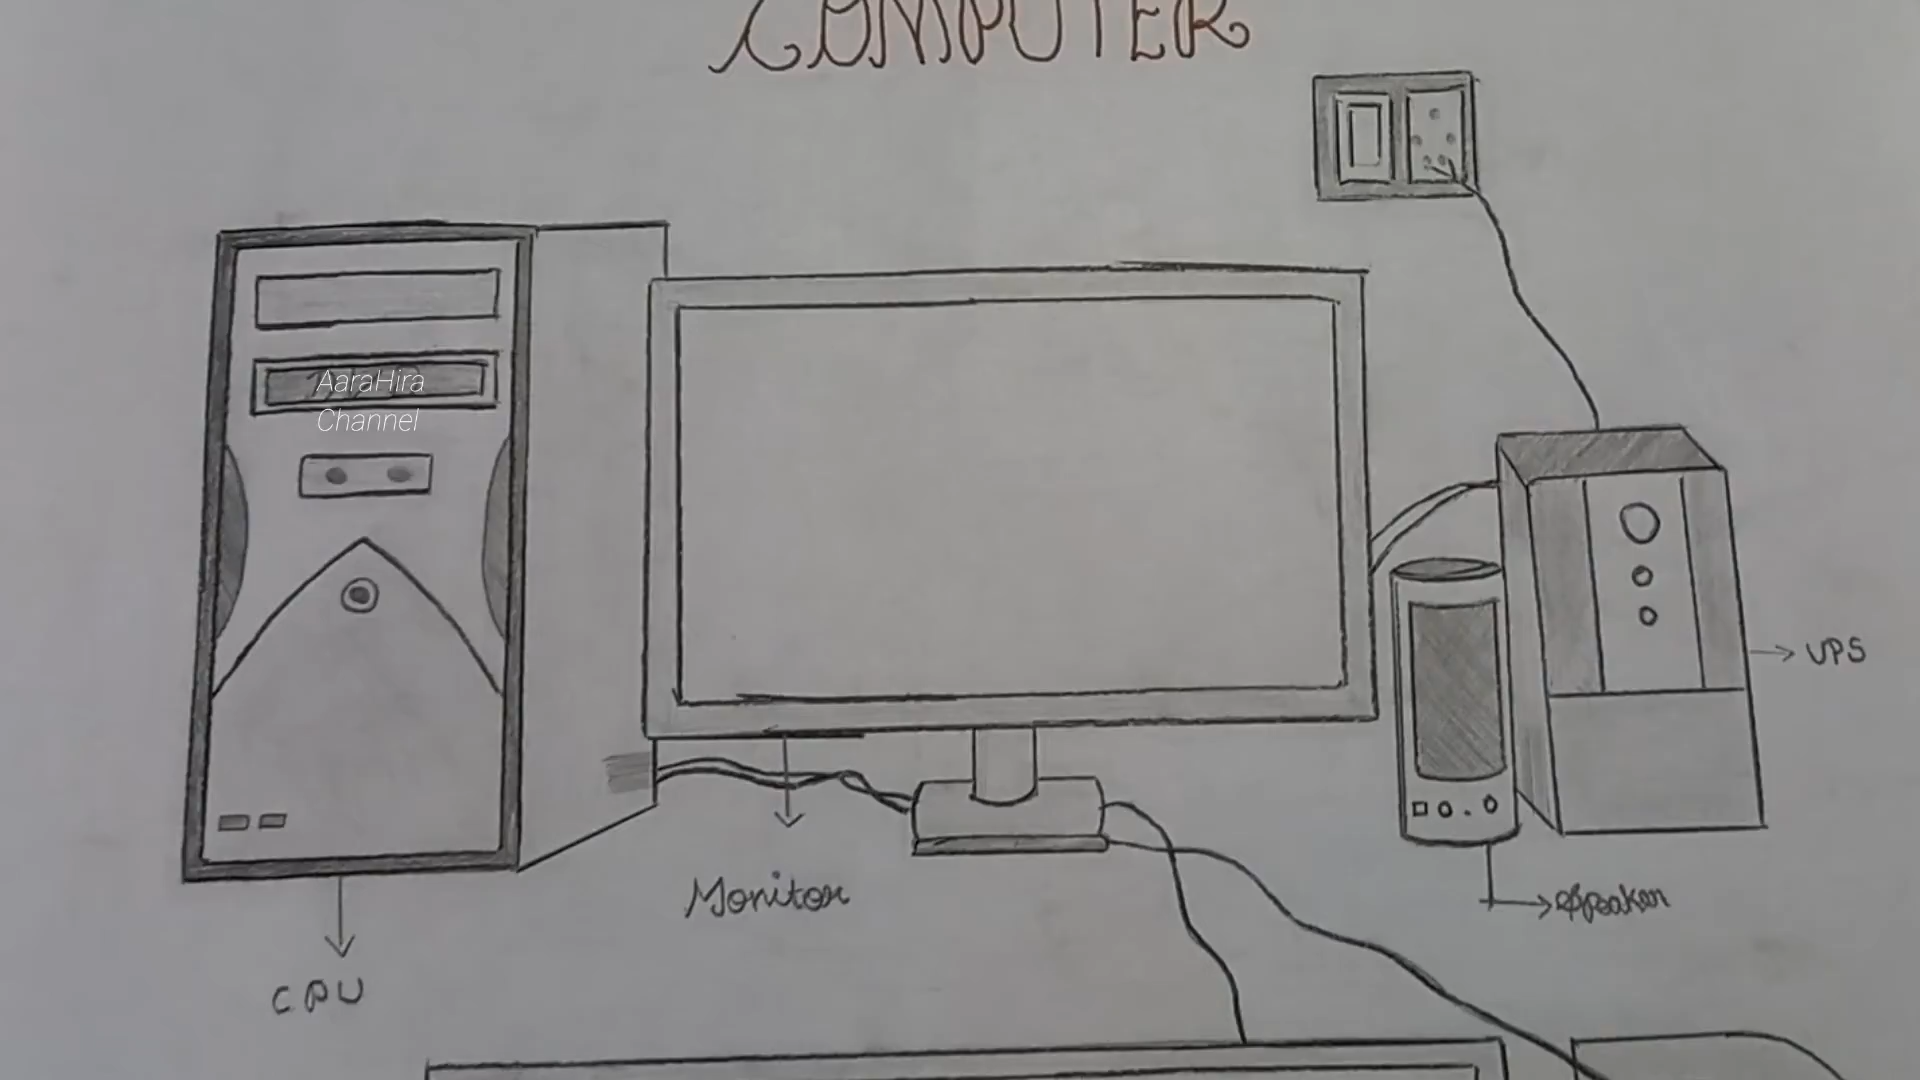 COMPUTER
AaraHira
Channel
UPS
Monitor
Speaker
CPU